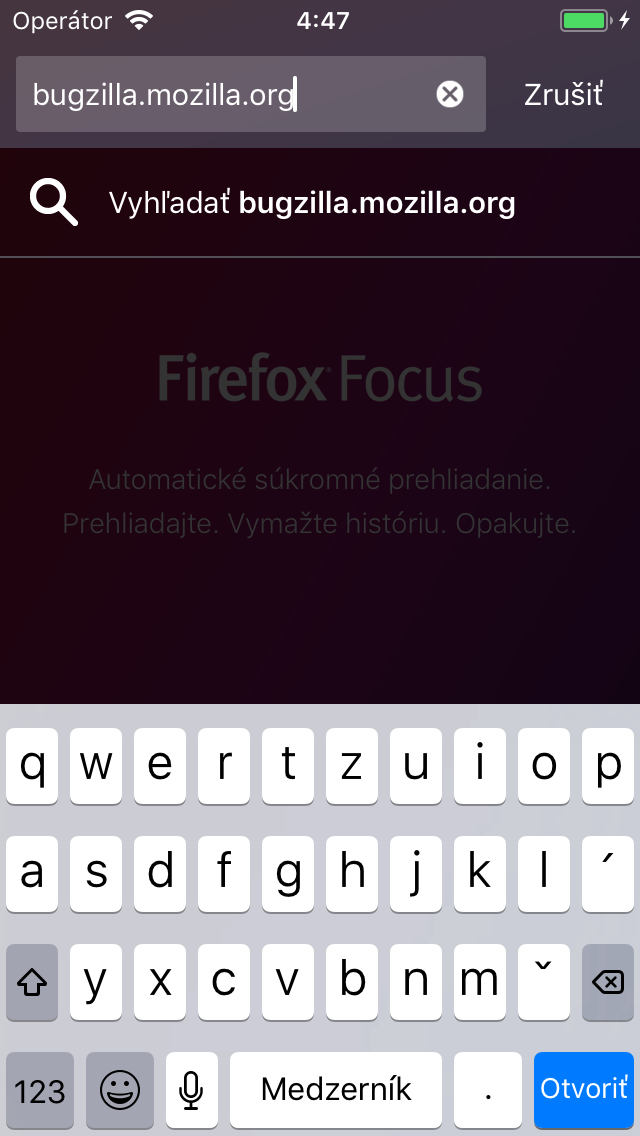 Operátor 4:47
bugzilla.mozilla.org Zrušiť
Vyhľadať bugzilla.mozilla.org
Firefox Focus
Automatické súkromné prehliadanie.
Prehliadajte. Vymažte históriu. Opakujte.
q w e r t z u i o p
a s d f g h j k l ´
y x c v b n m ˇ
123 Medzerník . Otvoriť